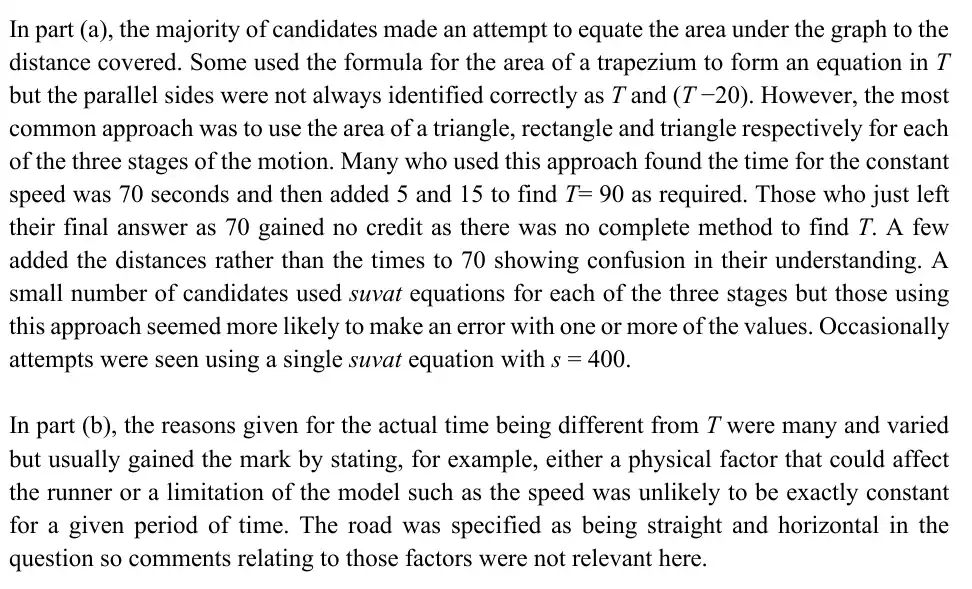 In part (a), the majority of candidates made an attempt to equate the area under the graph to the
distance covered. Some used the formula for the area of a trapezium to form an equation in T
but the parallel sides were not always identified correctly as T and (T −20). However, the most
common approach was to use the area of a triangle, rectangle and triangle respectively for each
of the three stages of the motion. Many who used this approach found the time for the constant
speed was 70 seconds and then added 5 and 15 to find T= 90 as required. Those who just left
their final answer as 70 gained no credit as there was no complete method to find T. A few
added the distances rather than the times to 70 showing confusion in their understanding. A
small number of candidates used suvat equations for each of the three stages but those using
this approach seemed more likely to make an error with one or more of the values. Occasionally
attempts were seen using a single suvat equation with s = 400.
In part (b), the reasons given for the actual time being different from T were many and varied
but usually gained the mark by stating, for example, either a physical factor that could affect
the runner or a limitation of the model such as the speed was unlikely to be exactly constant
for a given period of time. The road was specified as being straight and horizontal in the
question so comments relating to those factors were not relevant here.